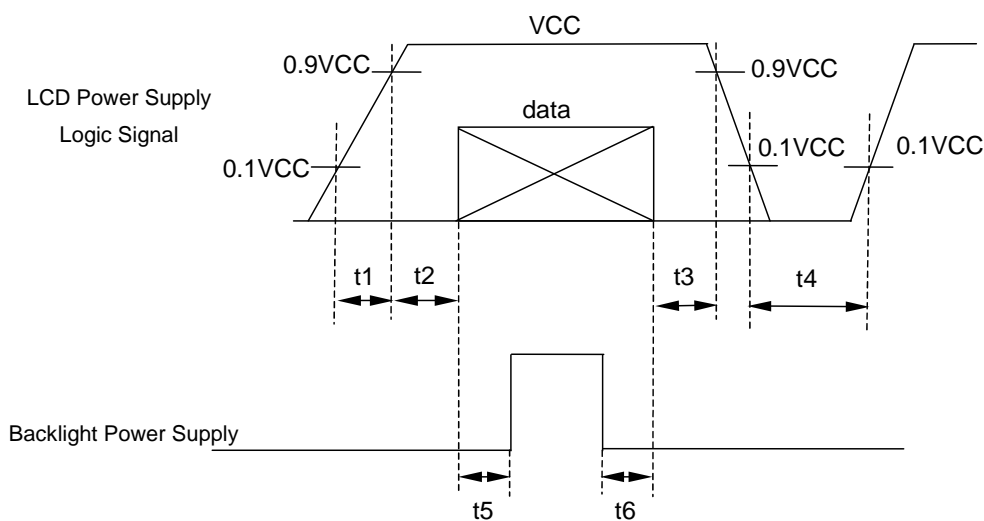 VCC
0.9VCC
0.9VCC
LCD Power Supply
Logic Signal
data
0.1VCC
0.1VCC
0.1VCC
t1
t2
t3
t4
Backlight Power Supply
t5
t6